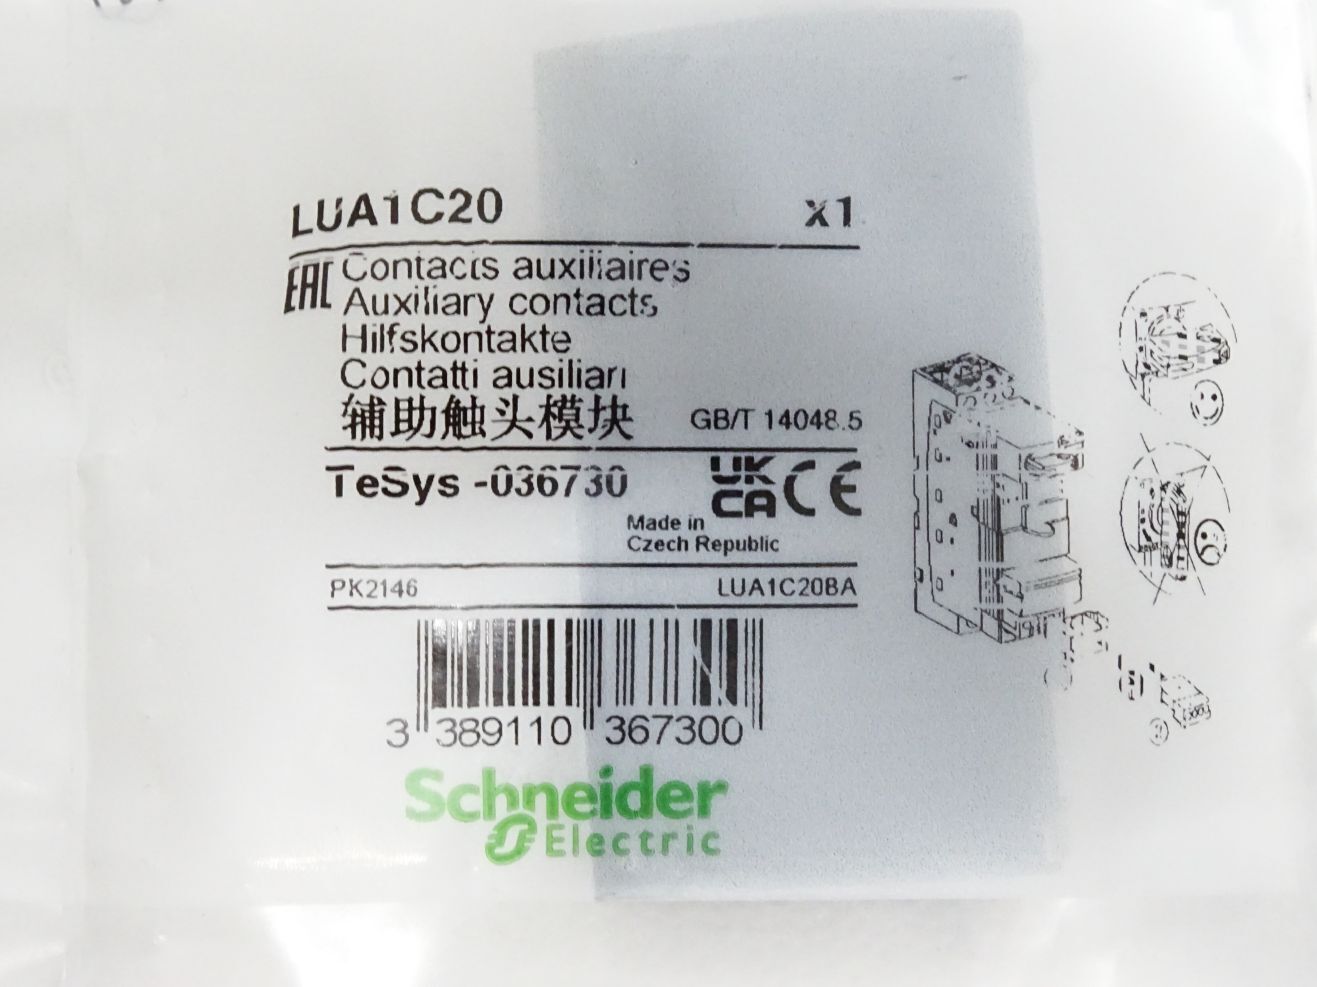 LUA1C20 x1
EAC Contacts auxiliaires
Auxiliary contacts
Hilfskontakte
Contatti ausiliari
辅助触头模块 GB/T 14048.5
TeSys -036730 UK CA CE
Made in
Czech Republic
PK2146 LUA1C20BA
3 389110 367300
Schneider
Electric